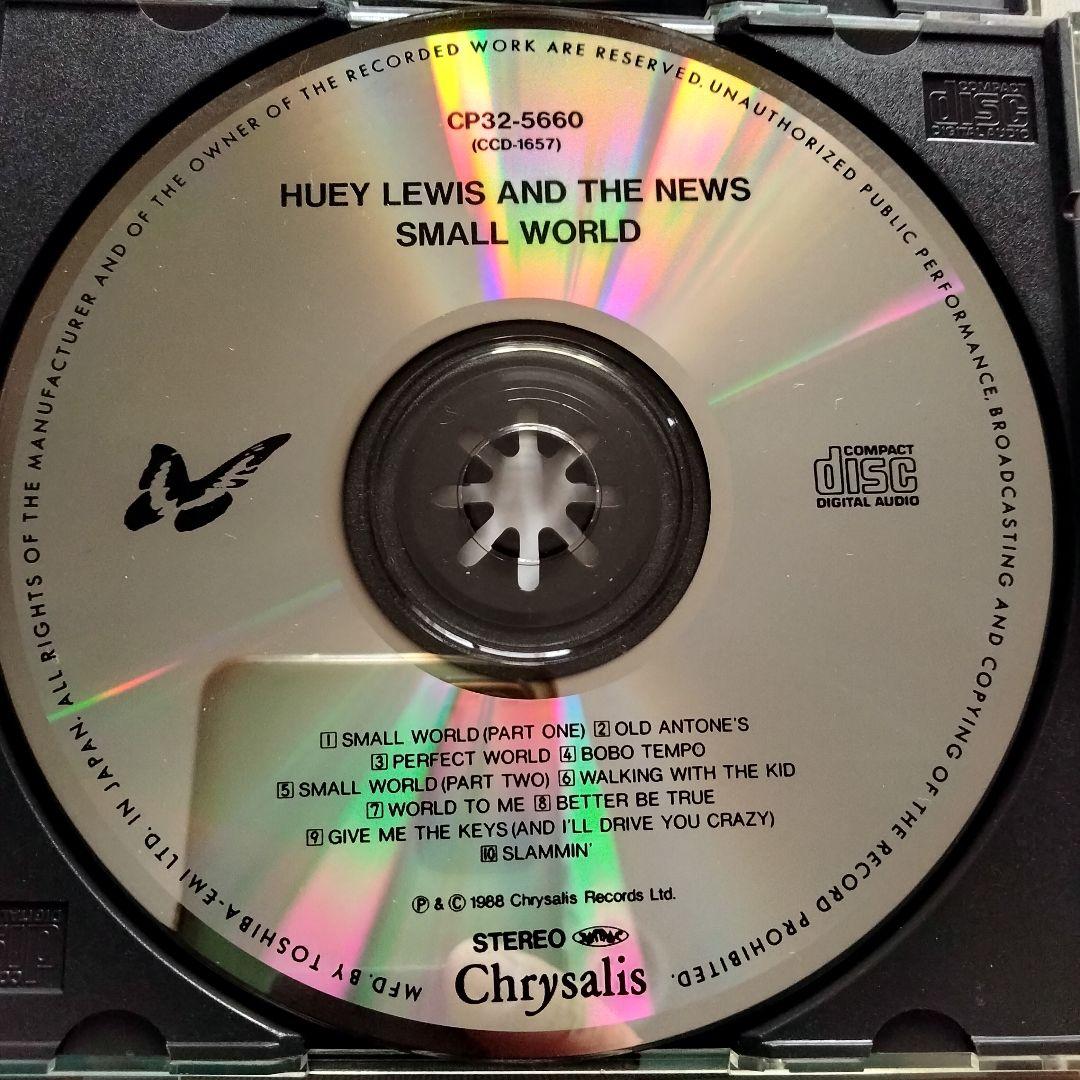 MFD. BY TOSHIBA-EMI LTD. IN JAPAN. ALL RIGHTS OF THE MANUFACTURER AND OF THE OWNER OF THE RECORDED WORK ARE RESERVED. UNAUTHORIZED PUBLIC PERFORMANCE, BROADCASTING AND COPYING OF THE RECORD PROHIBITED.
COMPACT
disc
DIGITAL AUDIO
CP32-5660
(CCD-1657)
HUEY LEWIS AND THE NEWS
SMALL WORLD
COMPACT
disc
DIGITAL AUDIO
1 SMALL WORLD (PART ONE) 2 OLD ANTONE'S
3 PERFECT WORLD 4 BOBO TEMPO
5 SMALL WORLD (PART TWO) 6 WALKING WITH THE KID
7 WORLD TO ME 8 BETTER BE TRUE
9 GIVE ME THE KEYS (AND I'LL DRIVE YOU CRAZY)
10 SLAMMIN'
Ⓟ & © 1988 Chrysalis Records Ltd.
STEREO
Chrysalis